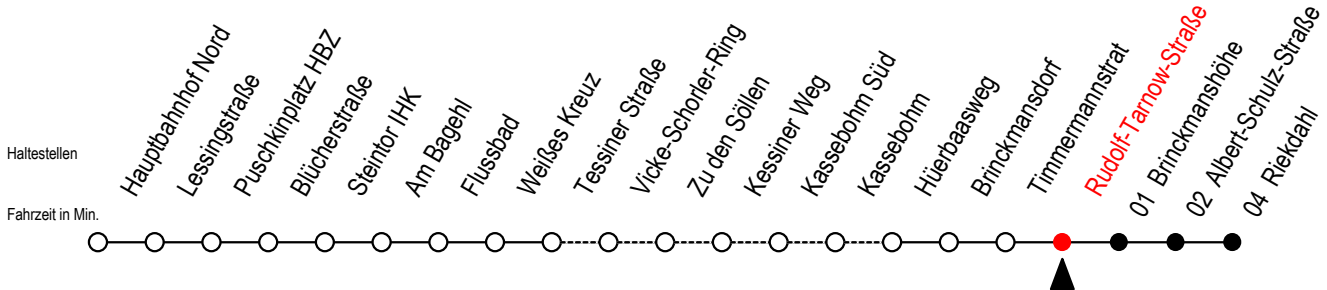 Haltestellen
Fahrzeit in Min.
Hauptbahnhof Nord
Lessingstraße
Puschkinplatz HBZ
Blücherstraße
Steintor IHK
Am Bagehl
Flussbad
Weißes Kreuz
Tessiner Straße
Vicke-Schorler-Ring
Zu den Söllen
Kessiner Weg
Kassebohm Süd
Kassebohm
Hüerbaasweg
Brinckmansdorf
Timmermannstrat
Rudolf-Tarnow-Straße
01 Brinckmanshöhe
02 Albert-Schulz-Straße
04 Riekdahl